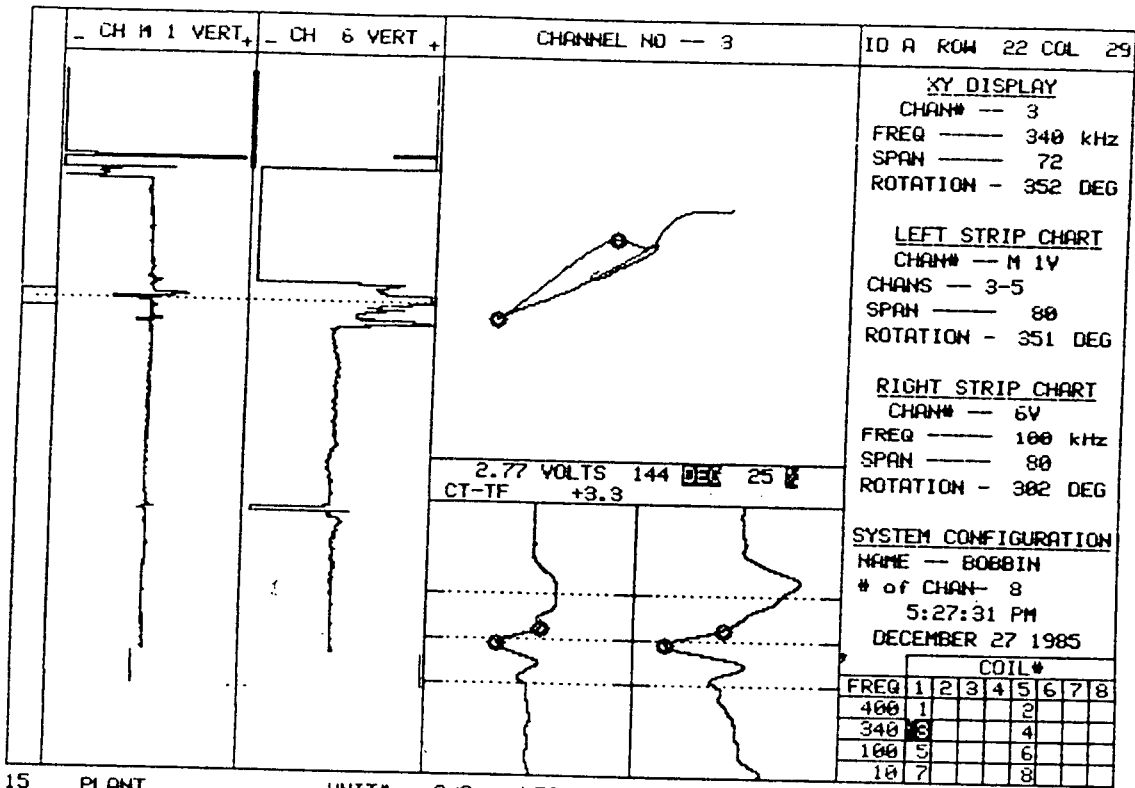 _ CH M 1 VERT +
_ CH 6 VERT +
CHANNEL NO -- 3
ID A ROW 22 COL 29
XY DISPLAY
CHAN# -- 3
FREQ ----- 340 kHz
SPAN ----- 72
ROTATION - 352 DEG
LEFT STRIP CHART
CHAN# -- M 1V
CHANS -- 3-5
SPAN ----- 80
ROTATION - 351 DEG
RIGHT STRIP CHART
CHAN# -- 6V
FREQ ----- 100 kHz
SPAN ----- 80
ROTATION - 302 DEG
2.77 VOLTS 144 DEG 25 %
CT-TF +3.3
SYSTEM CONFIGURATION
NAME -- BOBBIN
# of CHAN- 8
5:27:31 PM
DECEMBER 27 1985
COIL#
FREQ 1 2 3 4 5 6 7 8
400 1 2
340 3 4
100 5 6
10 7 8
15 PLANT